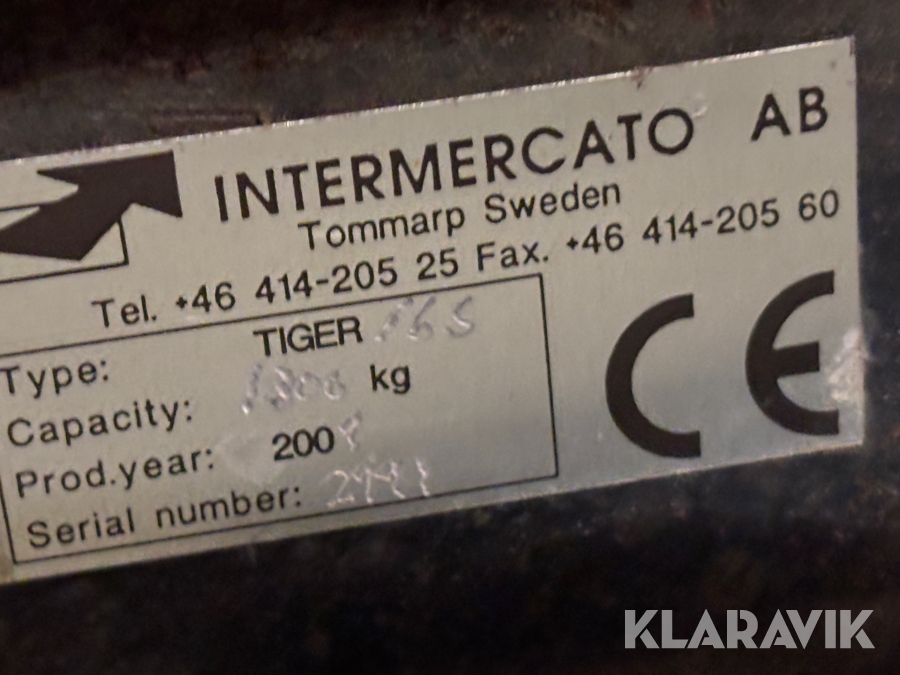 INTERMERCATO AB
Tommarp Sweden
Tel. +46 414-205 25 Fax. +46 414-205 60
Type: TIGER
Capacity: kg
Prod.year: 200
Serial number:
CE
KLARAVIK